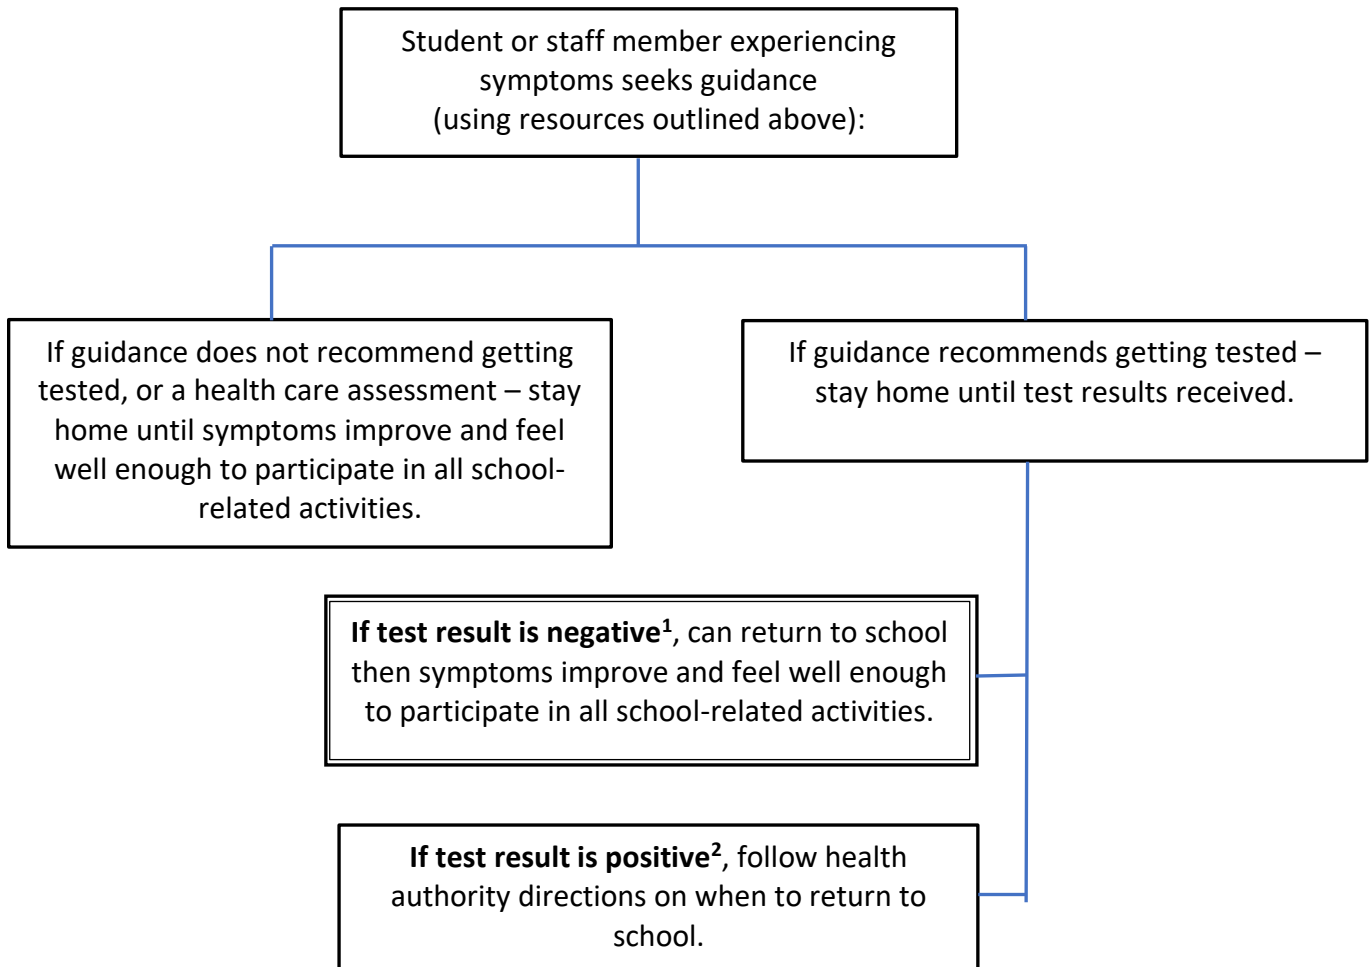 Student or staff member experiencing
symptoms seeks guidance
(using resources outlined above):
If guidance does not recommend getting
tested, or a health care assessment – stay
home until symptoms improve and feel
well enough to participate in all school-
related activities.
If guidance recommends getting tested –
stay home until test results received.
If test result is negative¹, can return to school
then symptoms improve and feel well enough
to participate in all school-related activities.
If test result is positive², follow health
authority directions on when to return to
school.